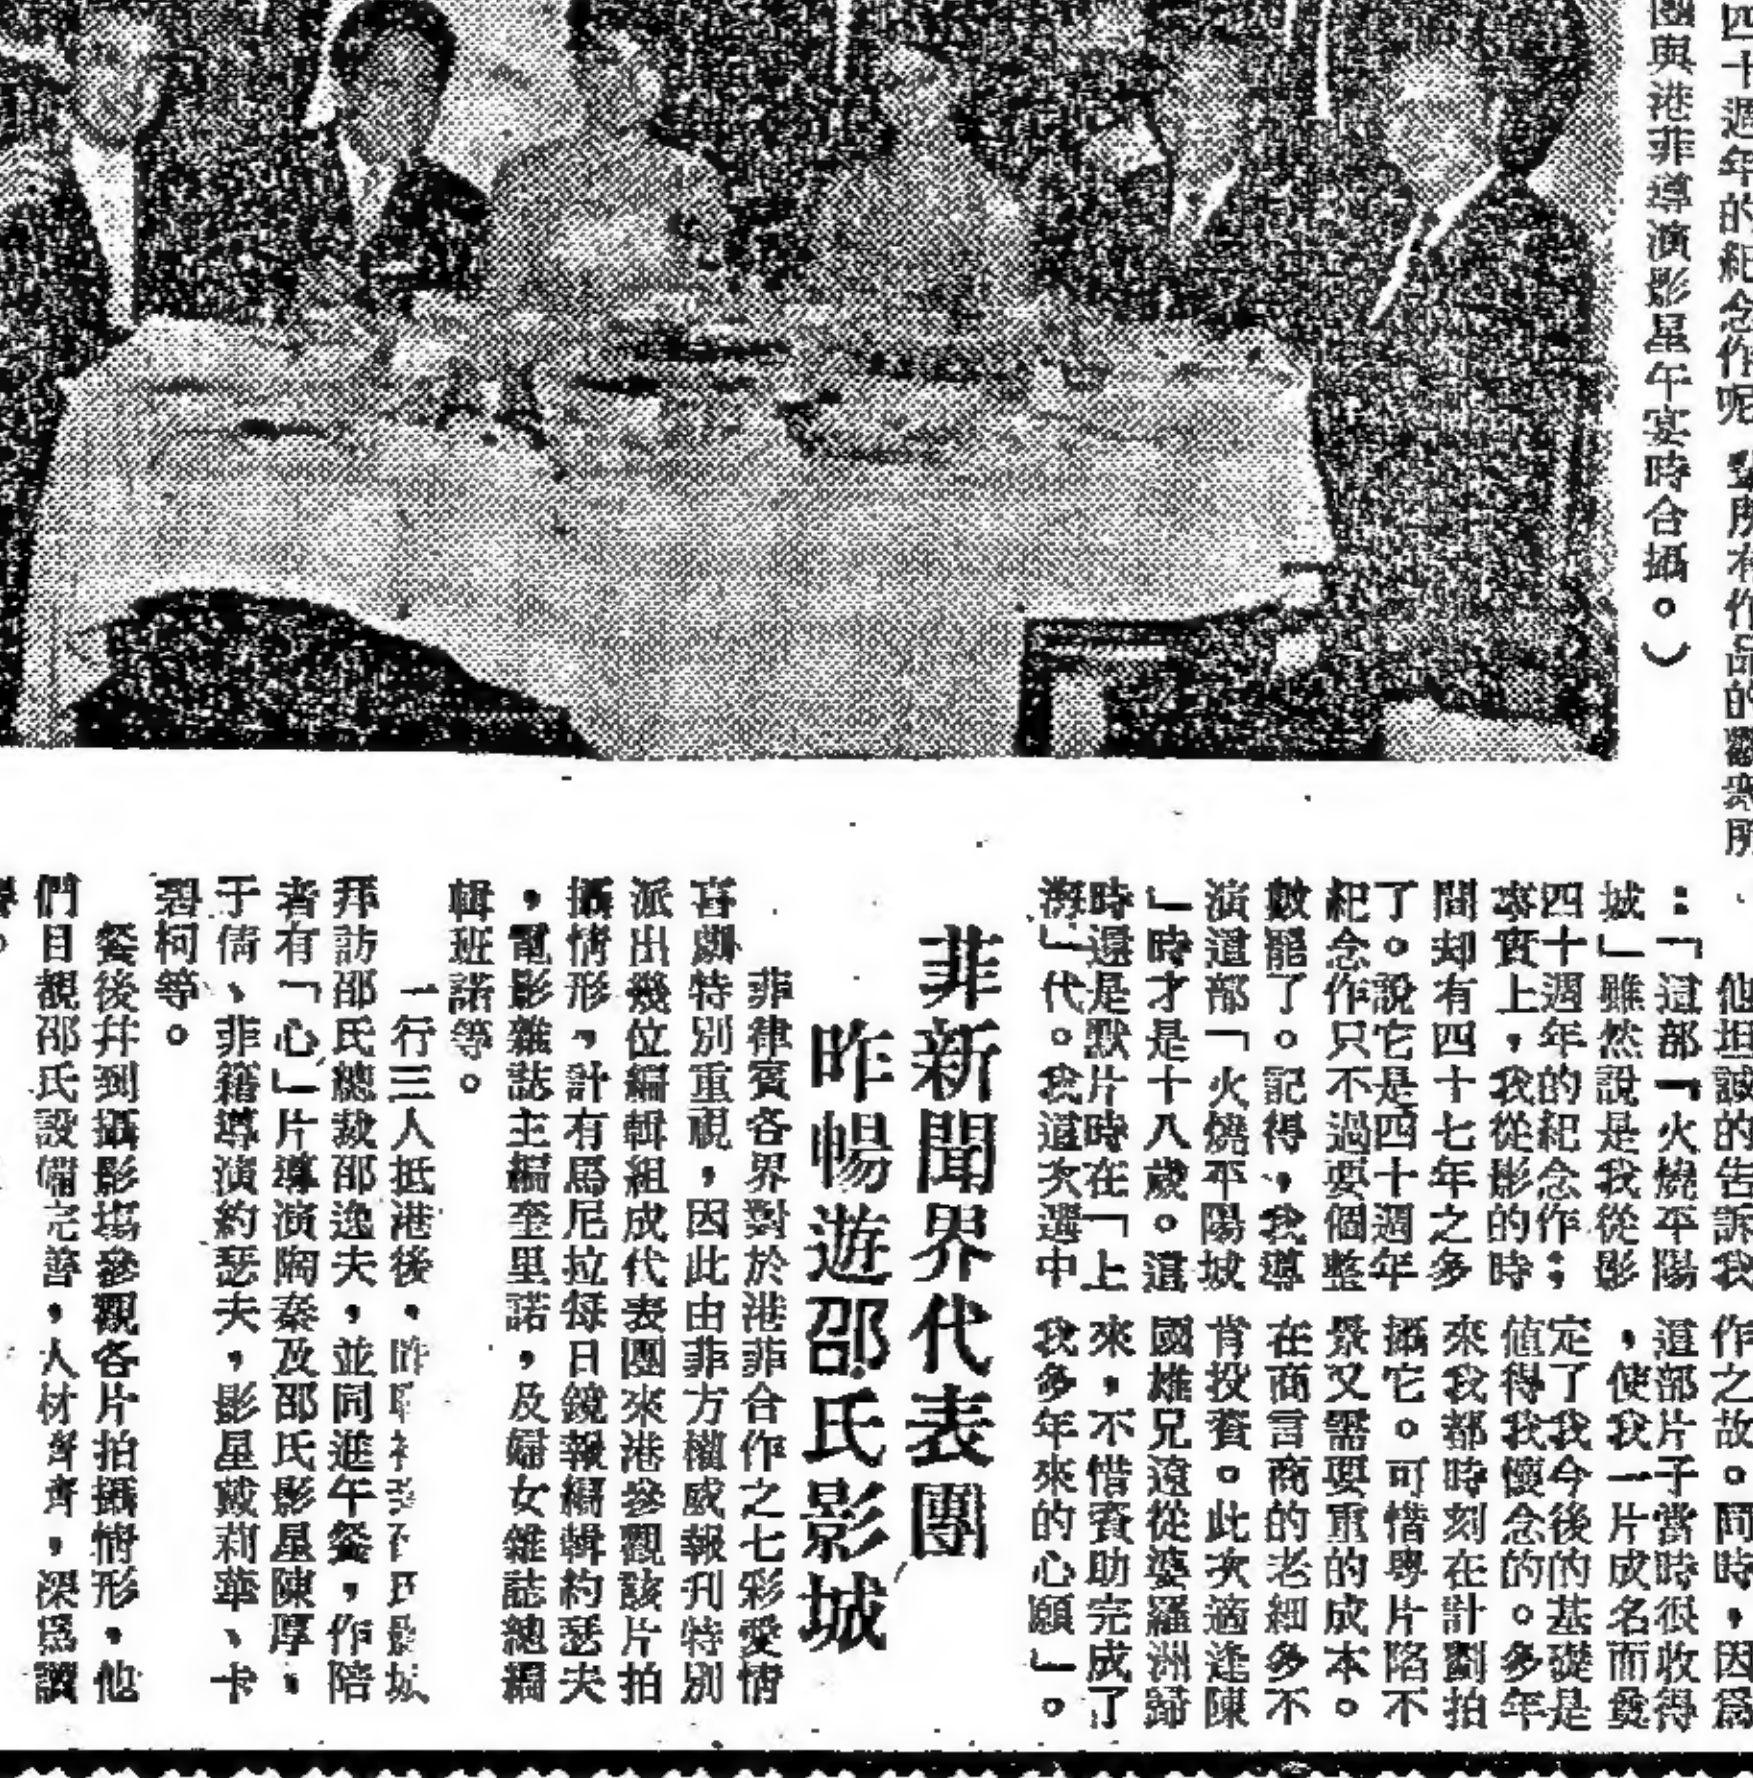 四十週年的紀念作呢
所有作品的觀衆所
團與港菲導演影星午宴時合攝。）
他坦誠的告訴我
：「這部「火燒平陽
城」雖然說是我從影
四十週年的紀念作；
事實上，我從影的時
間却有四十七年之多
了。說它是四十週年
紀念作只不過要個整
數罷了。記得，我導
演這部「火燒平陽城
」時才是十八歲。這
時還是默片時在「上
海」代。我這次選中
作之故。同時，因爲
這部片子當時很收得
，使我一片成名而奠
定了我今後的基礎是
值得我懷念的。多年
來我都時刻在計劃拍
攝它。可惜粵片陷不
景又需要重的成本。
在商言商的老細多不
肯投資。此次適逢陳
國雄兄遠從婆羅洲歸
來，不惜賚助完成了
我多年來的心願」。
菲新聞界代表團
昨暢遊邵氏影城
菲律賓各界對於港菲合作之七彩愛情
喜劇特別重視，因此由菲方權威報刊特別
派出幾位編輯組成代表團來港參觀該片拍
攝情形，計有馬尼拉每日鏡報編輯約瑟夫
，電影雜誌主編奎里諾，及婦女雜誌總編
輯班諾等。
一行三人抵港後，昨影城
拜訪邵氏總裁邵逸夫，並同進午餐，作陪
者有「心」片導演陶秦及邵氏影星陳厚，
于倩、菲籍導演約瑟夫，影星戴莉華、卡
碧柯等。
餐後幷到攝影場參觀各片拍攝情形，他
們目覩邵氏設備完善，人材濟濟，深爲讚
譽。